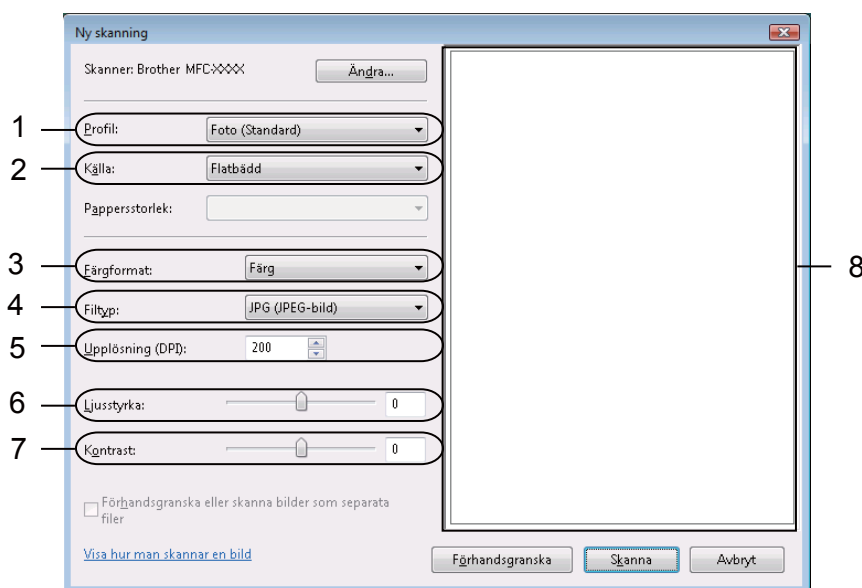 Ny skanning
Skanner: Brother MFC-XXXX
Ändra...
1
Profil:
Foto (Standard)
2
Källa:
Flatbädd
Pappersstorlek:
3
Färgformat:
Färg
4
Filtyp:
JPG (JPEG-bild)
5
Upplösning (DPI):
200
6
Ljusstyrka:
0
7
Kontrast:
0
8
Förhandsgranska eller skanna bilder som separata
filer
Visa hur man skannar en bild
Förhandsgranska
Skanna
Avbryt